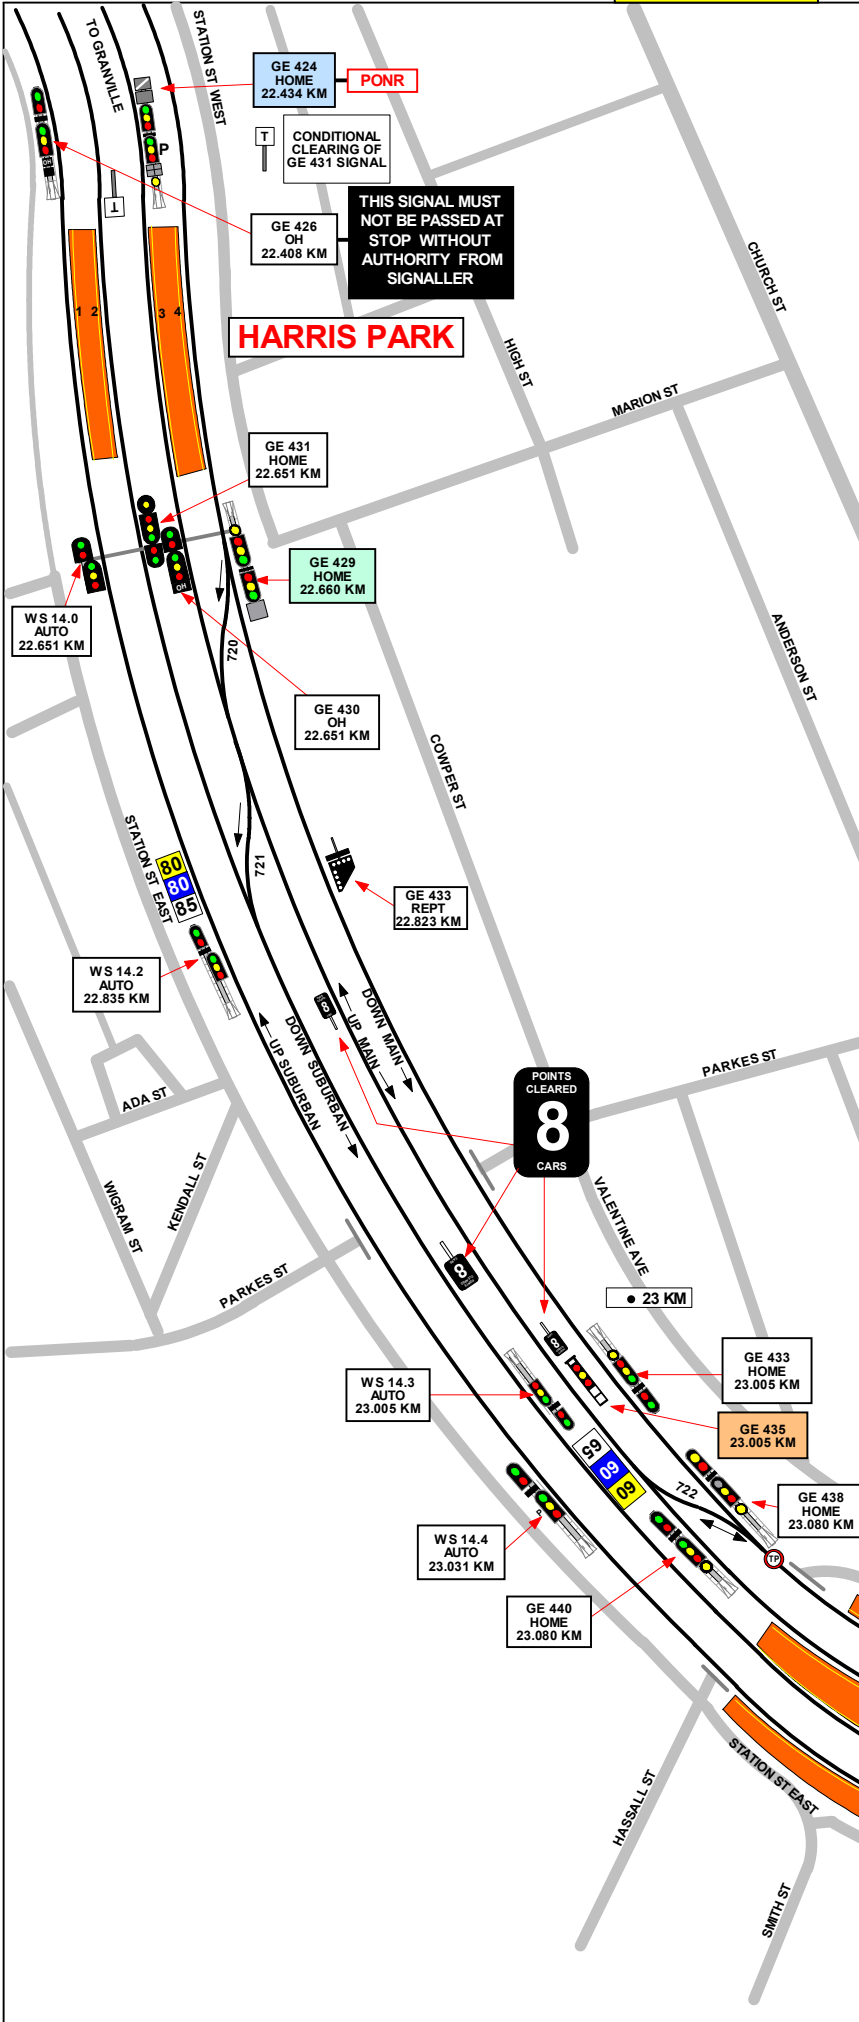 TO GRANVILLE
STATION ST WEST
GE 424
HOME
22.434 KM
PONR
T
CONDITIONAL
CLEARING OF
GE 431 SIGNAL
P
OH
T
GE 426
OH
22.408 KM
THIS SIGNAL MUST
NOT BE PASSED AT
STOP WITHOUT
AUTHORITY FROM
SIGNALLER
CHURCH ST
1 2
3 4
HARRIS PARK
HIGH ST
MARION ST
GE 431
HOME
22.651 KM
GE 429
HOME
22.660 KM
OH
WS 14.0
AUTO
22.651 KM
720
ANDERSON ST
GE 430
OH
22.651 KM
COWPER ST
STATION ST EAST
80
80
85
721
GE 433
REPT
22.823 KM
WS 14.2
AUTO
22.835 KM
8
UP SUBURBAN
DOWN SUBURBAN
UP MAIN
DOWN MAIN
PARKES ST
POINTS
CLEARED
8
CARS
ADA ST
KENDALL ST
WIGRAM ST
VALENTINE AVE
PARKES ST
8
23 KM
8
GE 433
HOME
23.005 KM
WS 14.3
AUTO
23.005 KM
GE 435
23.005 KM
65
60
60
722
GE 438
HOME
23.080 KM
P
WS 14.4
AUTO
23.031 KM
TP
GE 440
HOME
23.080 KM
STATION ST EAST
HASSALL ST
SMITH ST